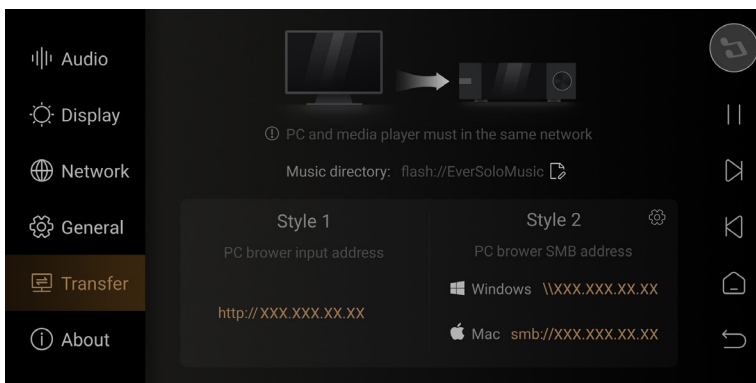 Audio
Display
Network
General
Transfer
About
PC and media player must in the same network
Music directory: flash://EverSoloMusic
Style 1
PC brower input address
http://XXX.XXX.XX.XX
Style 2
PC brower SMB address
Windows \\XXX.XXX.XX.XX
Mac smb://XXX.XXX.XX.XX